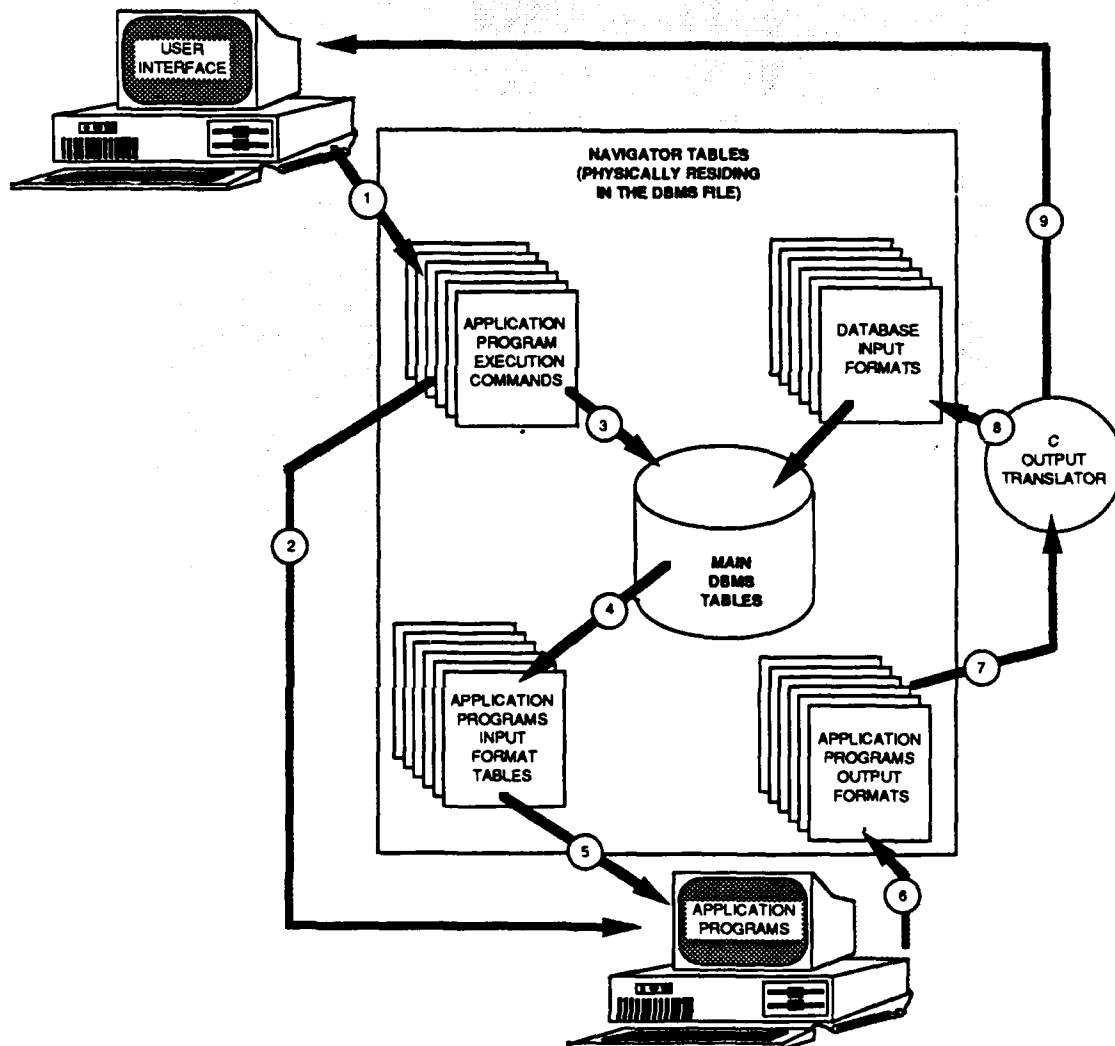 USER
INTERFACE
NAVIGATOR TABLES
(PHYSICALLY RESIDING
IN THE DBMS FILE)
1
9
APPLICATION
PROGRAM
EXECUTION
COMMANDS
DATABASE
INPUT
FORMATS
3
8
C
OUTPUT
TRANSLATOR
2
MAIN
DBMS
TABLES
4
7
APPLICATION
PROGRAMS
INPUT
FORMAT
TABLES
APPLICATION
PROGRAMS
OUTPUT
FORMATS
5
6
APPLICATION
PROGRAMS